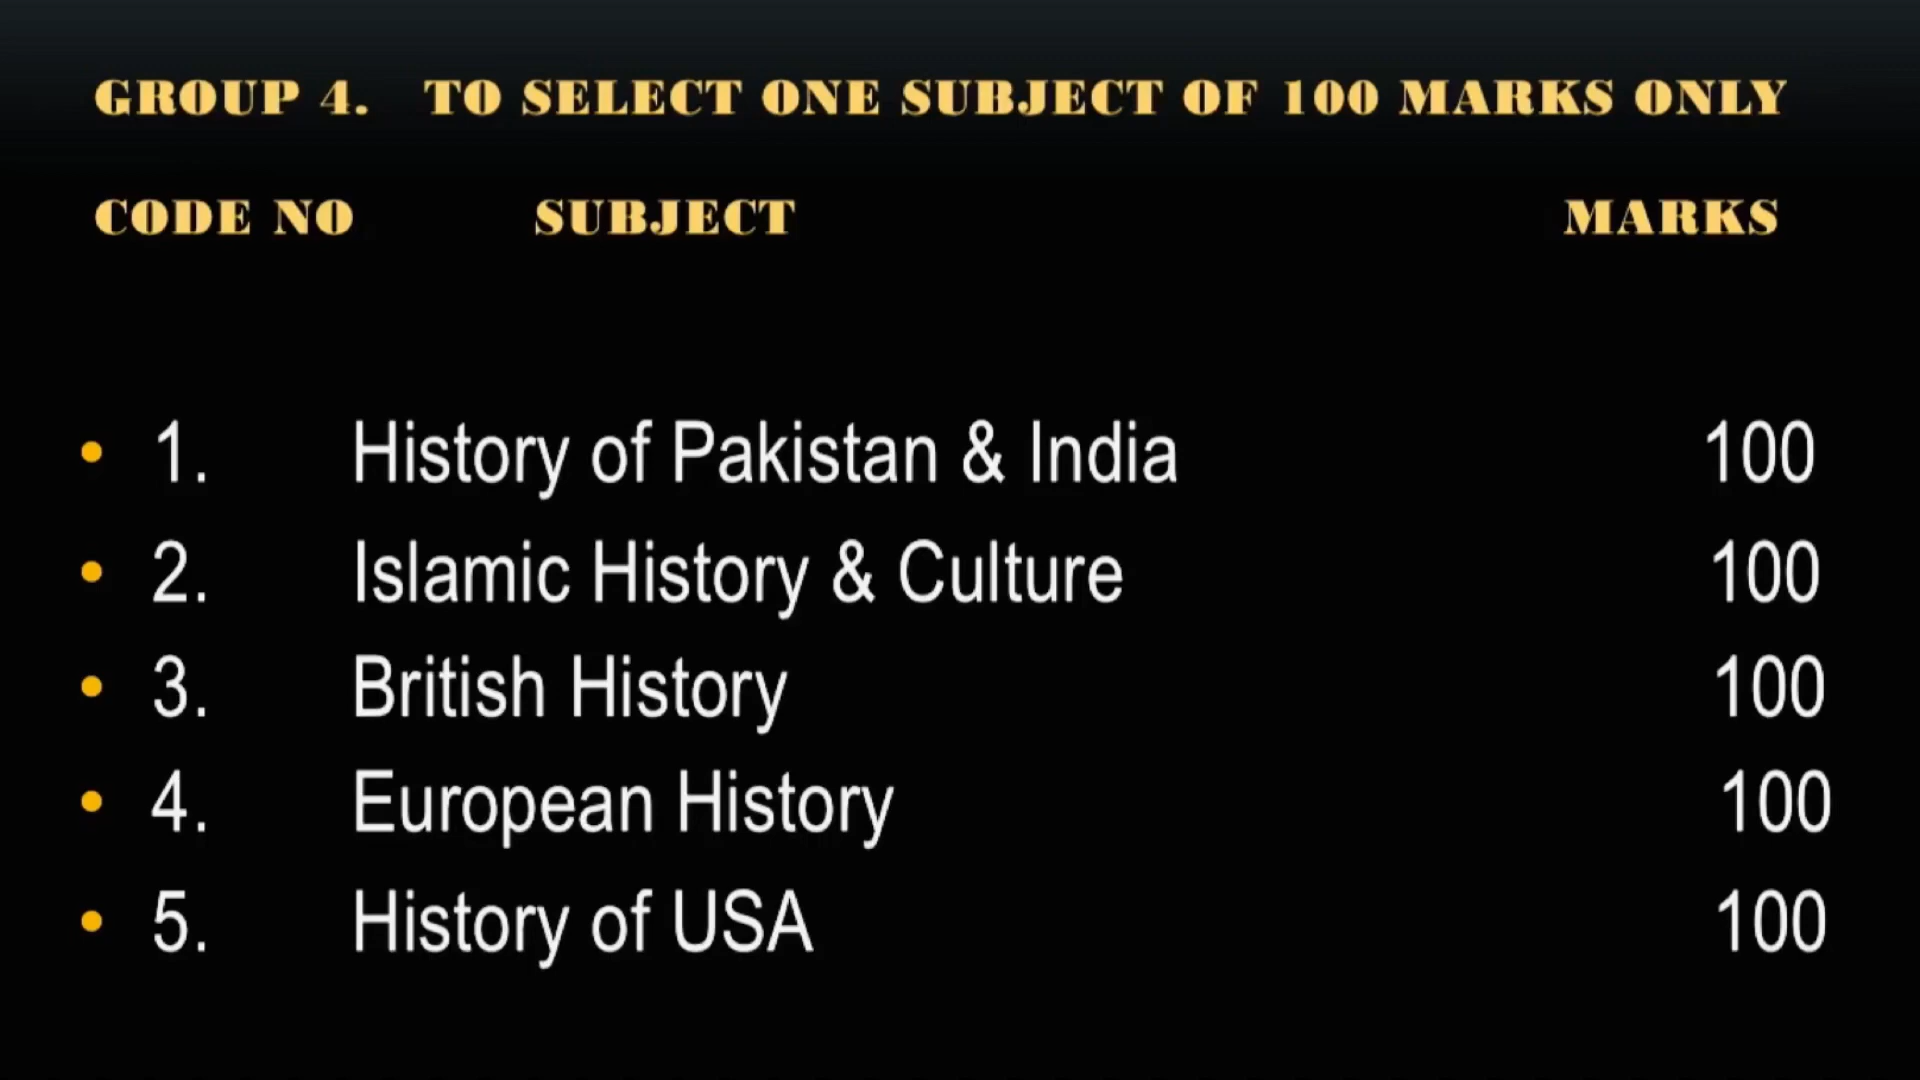 GROUP 4. TO SELECT ONE SUBJECT OF 100 MARKS ONLY
CODE NO SUBJECT MARKS
• 1. History of Pakistan & India 100
• 2. Islamic History & Culture 100
• 3. British History 100
• 4. European History 100
• 5. History of USA 100